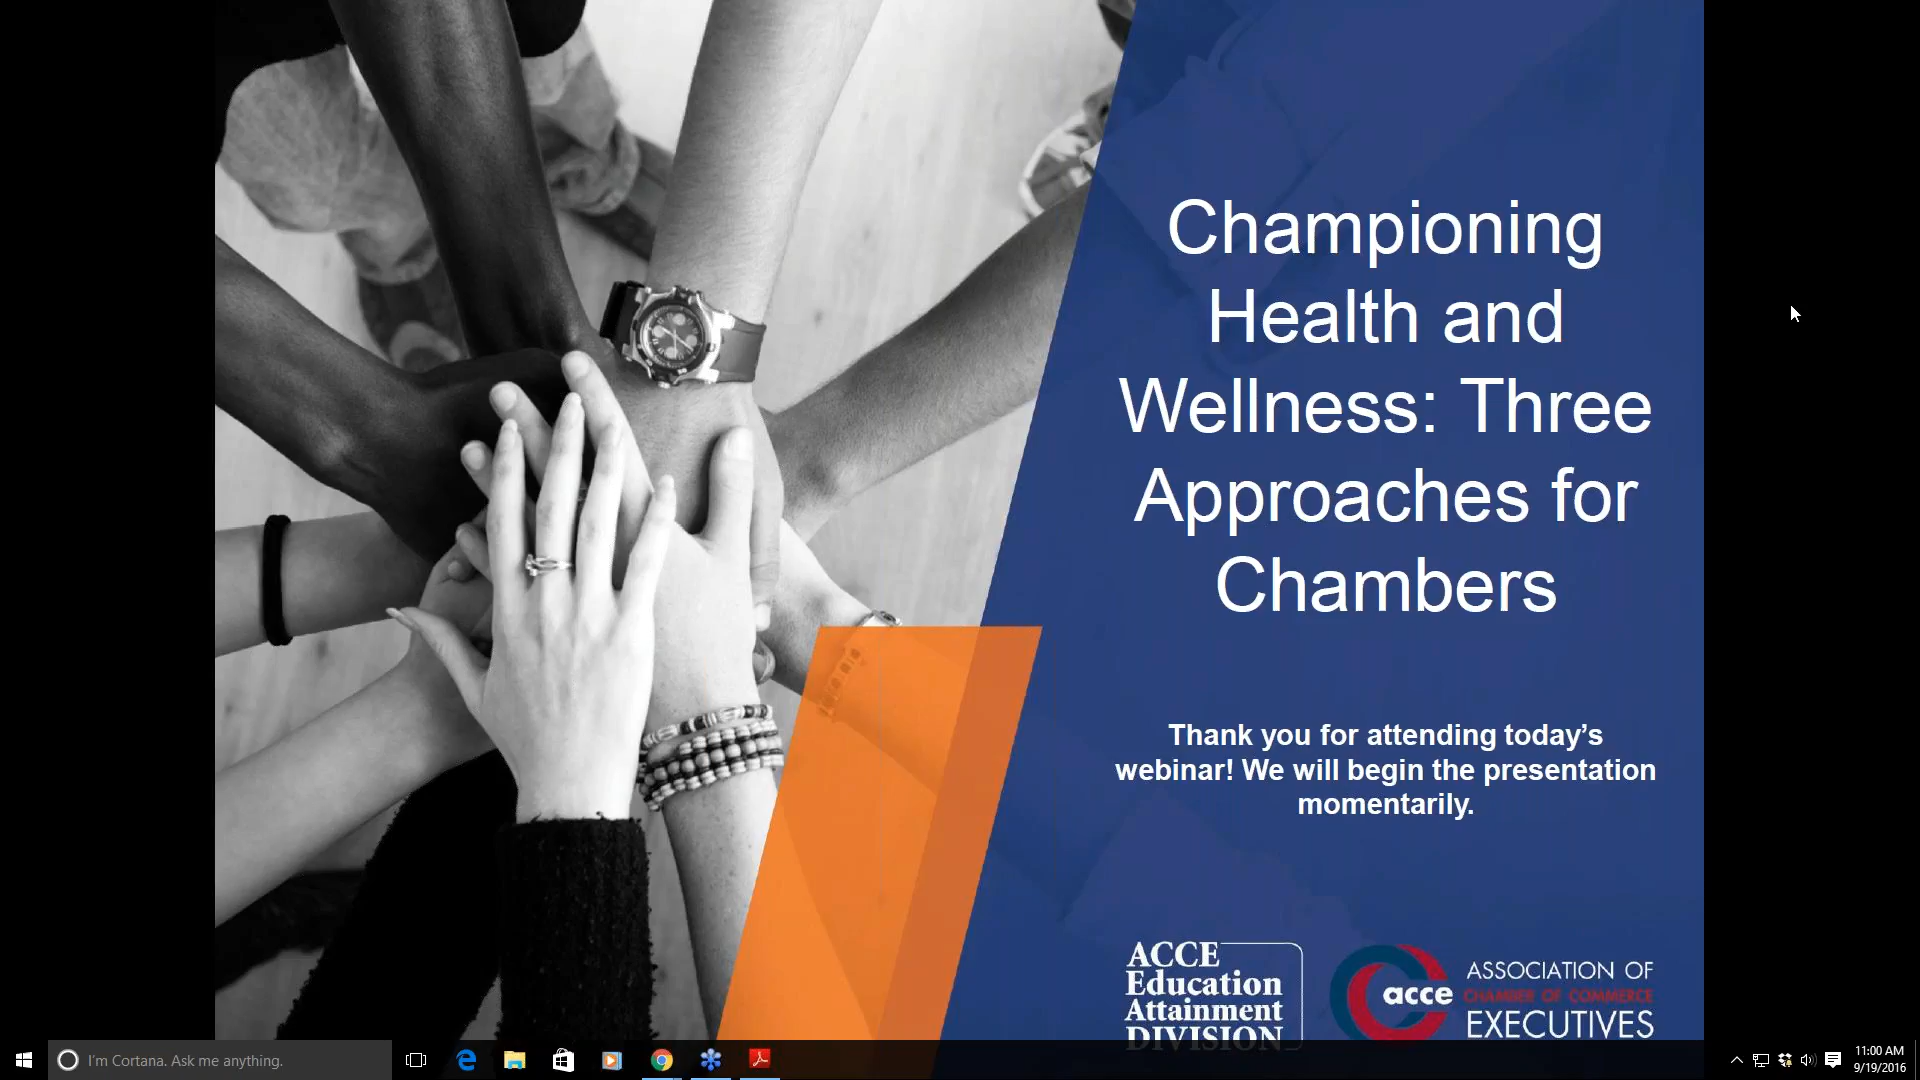 Championing
Health and
Wellness: Three
Approaches for
Chambers
Thank you for attending today’s
webinar! We will begin the presentation
momentarily.
ACCE
Education
Attainment
DIVISION
acce
ASSOCIATION OF
CHAMBER OF COMMERCE
EXECUTIVES
I'm Cortana. Ask me anything.
11:00 AM
9/19/2016